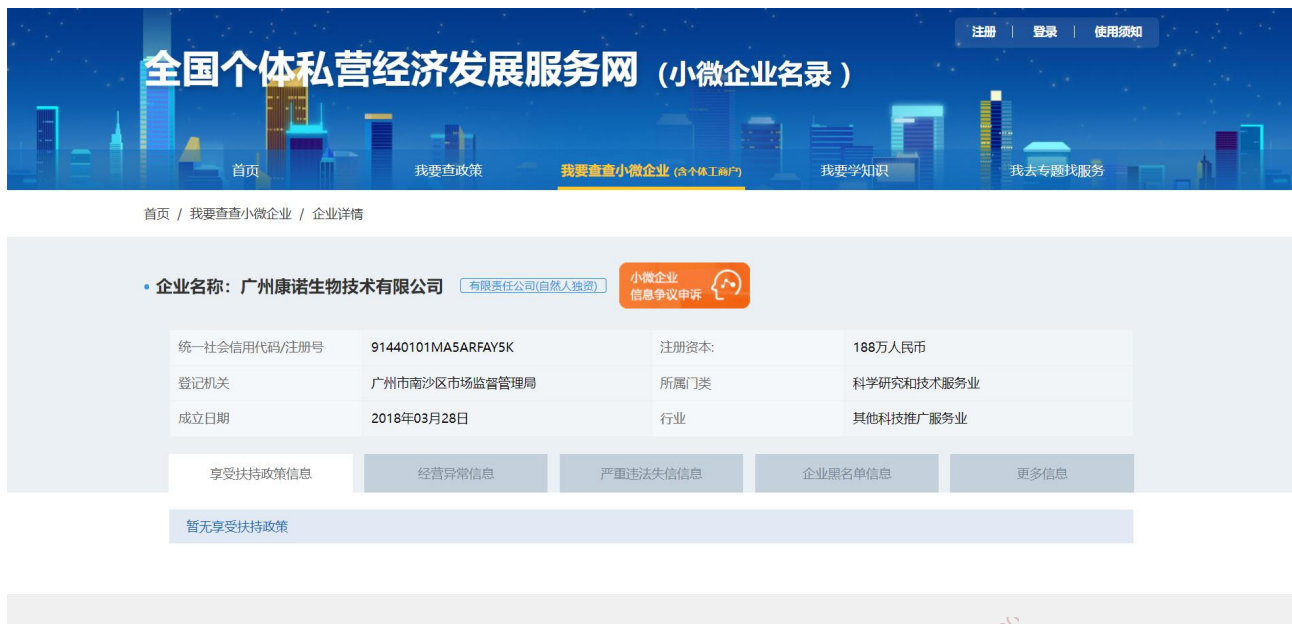 注册 | 登录 | 使用须知
全国个体私营经济发展服务网（小微企业名录）
首页 我要查政策 我要查查小微企业 (含个体工商户) 我要学知识 我去专题找服务
首页 / 我要查查小微企业 / 企业详情
• 企业名称：广州康诺生物技术有限公司 有限责任公司(自然人独资) 小微企业
信息争议申诉
统一社会信用代码/注册号 91440101MA5ARFAY5K 注册资本: 188万人民币
登记机关 广州市南沙区市场监督管理局 所属门类 科学研究和技术服务业
成立日期 2018年03月28日 行业 其他科技推广服务业
享受扶持政策信息 经营异常信息 严重违法失信信息 企业黑名单信息 更多信息
暂无享受扶持政策